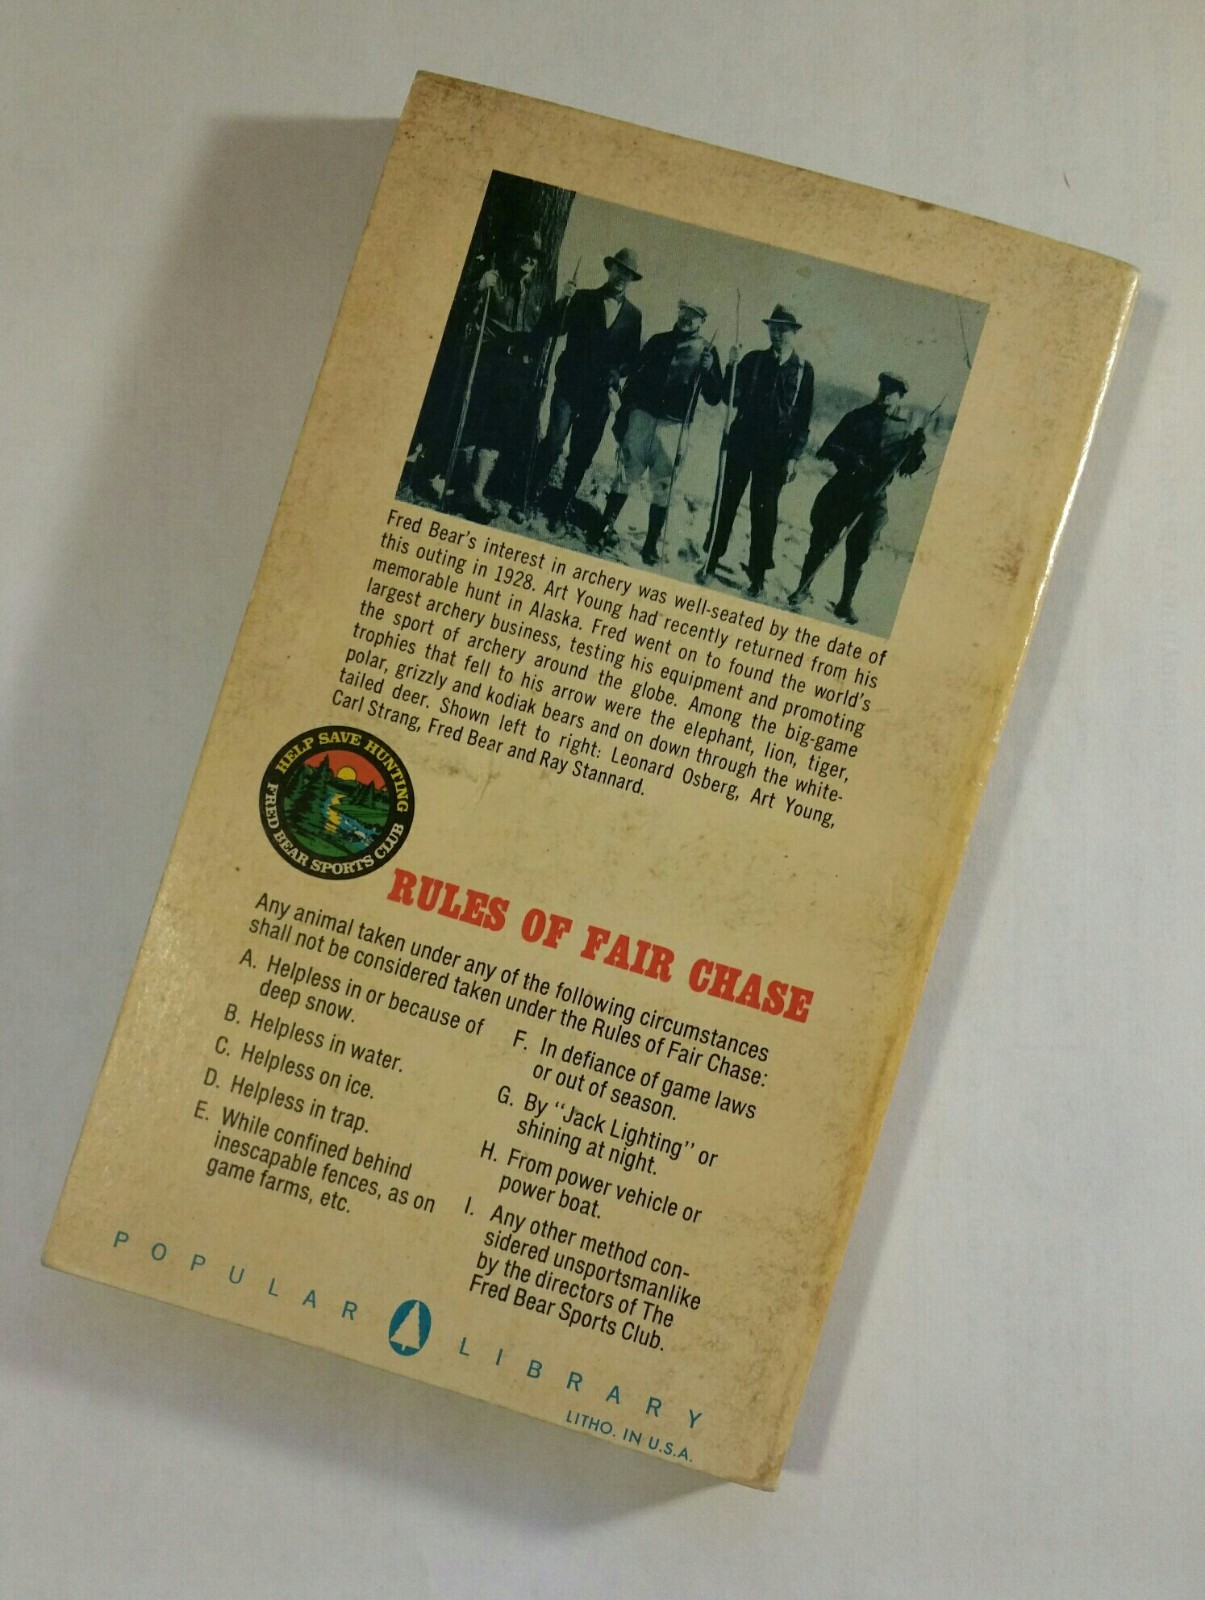 Fred Bear's interest in archery was well-seated by the date of
this outing in 1928. Art Young had recently returned from his
memorable hunt in Alaska. Fred went on to found the world's
largest archery business, testing his equipment and promoting
the sport of archery around the globe. Among the big-game
trophies that fell to his arrow were the elephant, lion, tiger,
polar, grizzly and kodiak bears and on down through the white-
tailed deer. Shown left to right: Leonard Osberg, Art Young,
Carl Strang, Fred Bear and Ray Stannard.
HELP SAVE HUNTING
FRED BEAR SPORTS CLUB
RULES OF FAIR CHASE
Any animal taken under any of the following circumstances
shall not be considered taken under the Rules of Fair Chase:
A. Helpless in or because of
deep snow.
B. Helpless in water.
C. Helpless on ice.
D. Helpless in trap.
E. While confined behind
inescapable fences, as on
game farms, etc.
F. In defiance of game laws
or out of season.
G. By "Jack Lighting" or
shining at night.
H. From power vehicle or
power boat.
I. Any other method con-
sidered unsportsmanlike
by the directors of The
Fred Bear Sports Club.
POPULAR LIBRARY
LITHO. IN U.S.A.